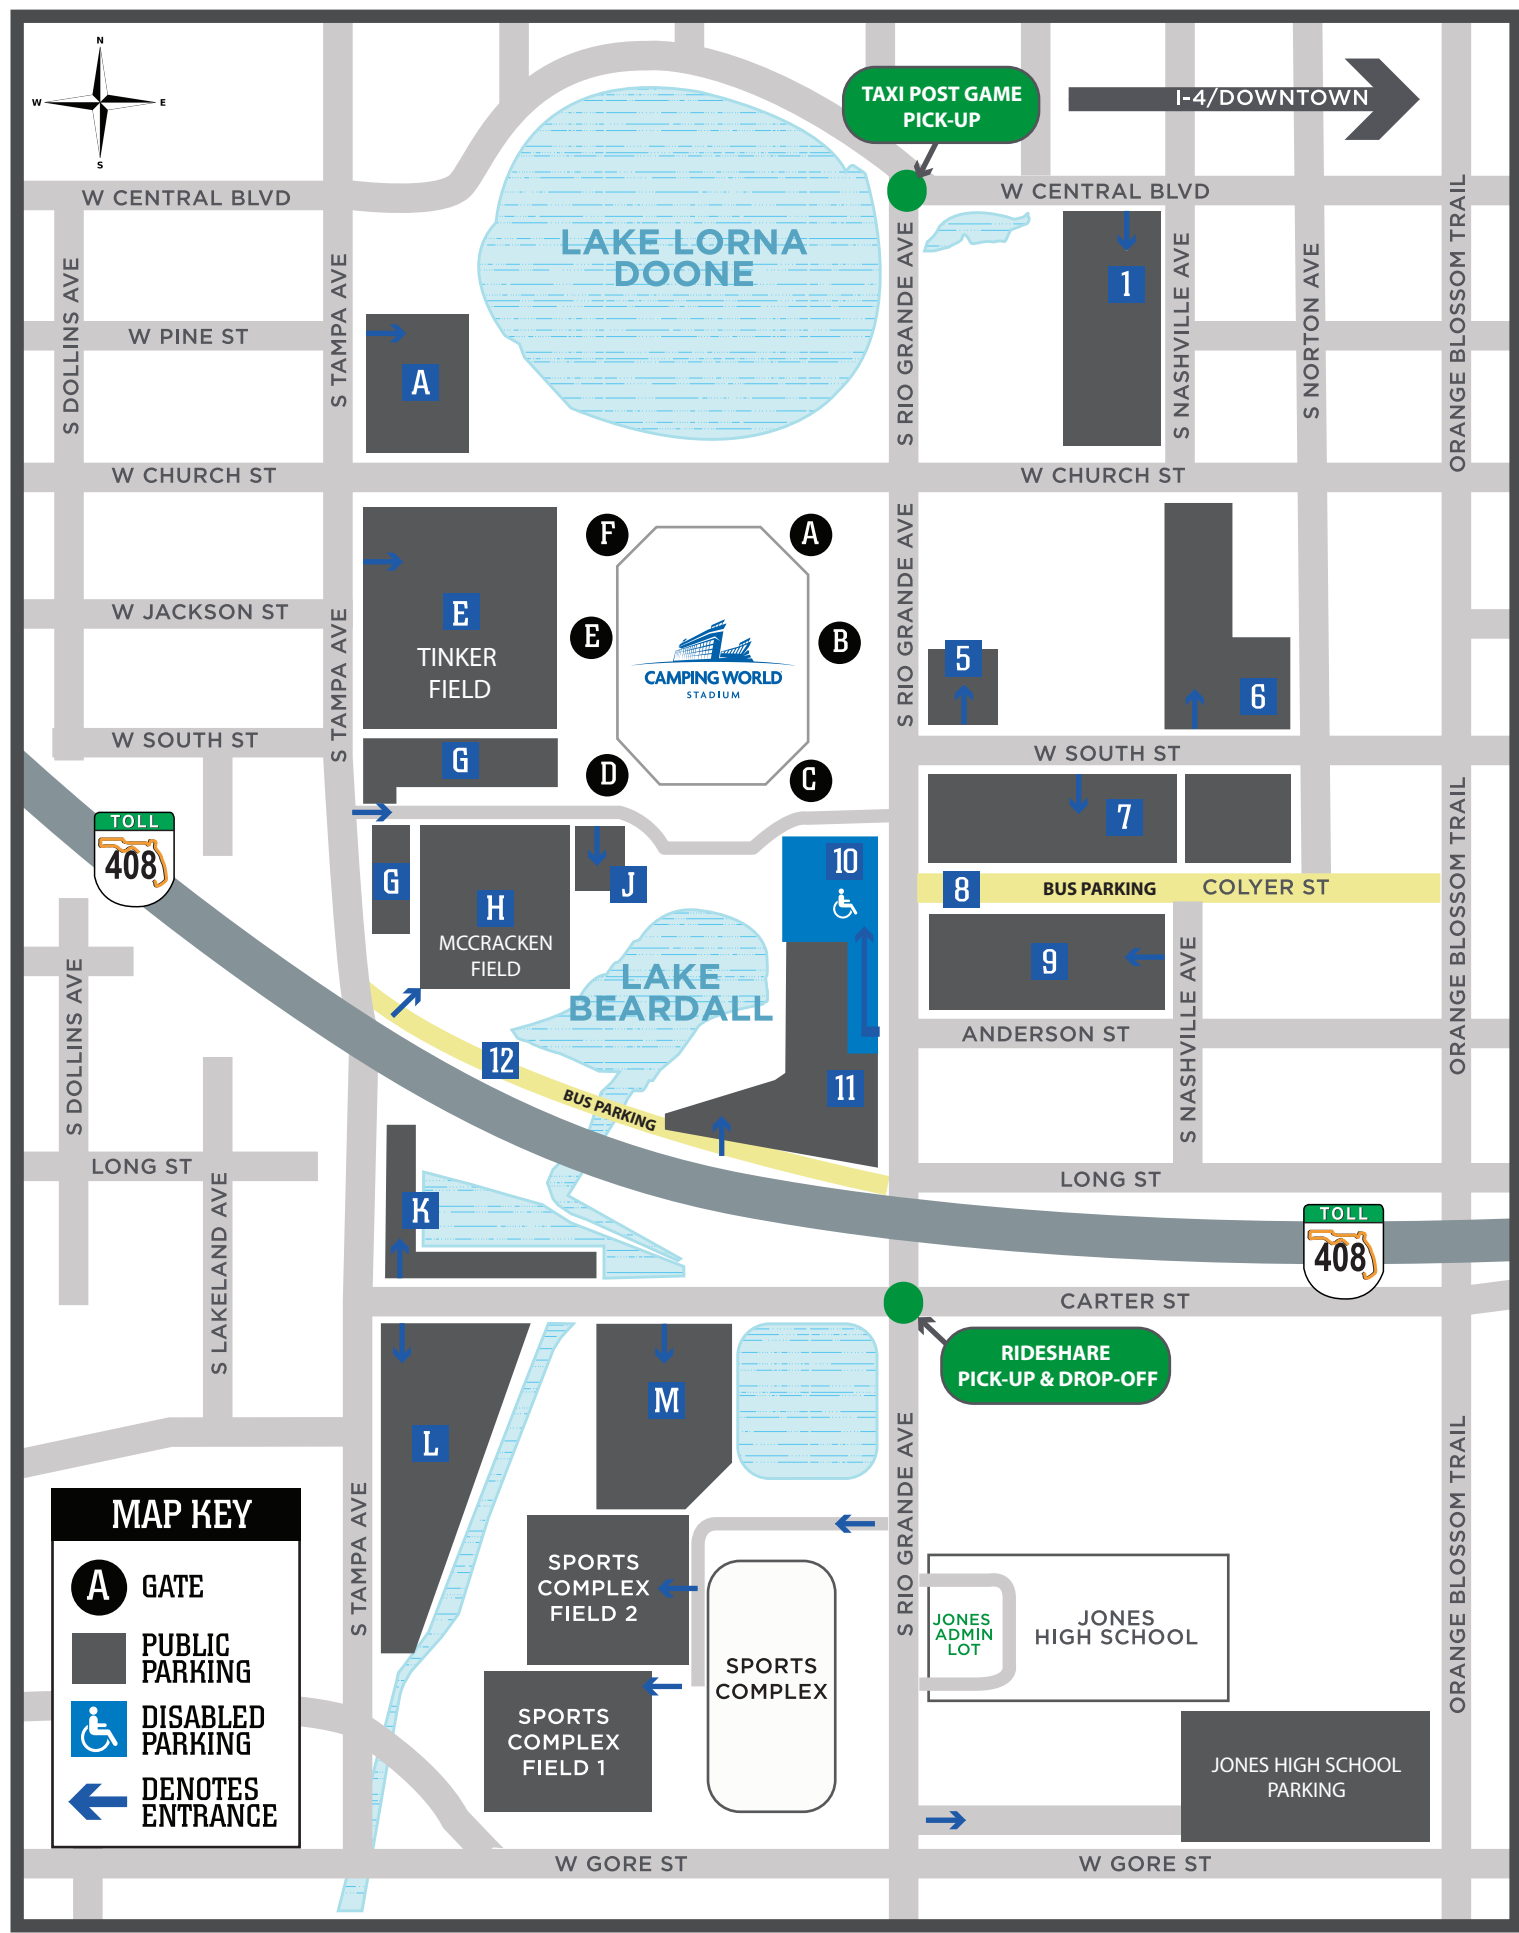 N
W
E
S
TAXI POST GAME
PICK-UP
I-4/DOWNTOWN
W CENTRAL BLVD
W CENTRAL BLVD
LAKE LORNA
DOONE
1
S DOLLINS AVE
S TAMPA AVE
S RIO GRANDE AVE
S NASHVILLE AVE
S NORTON AVE
ORANGE BLOSSOM TRAIL
W PINE ST
A
W CHURCH ST
W CHURCH ST
F
A
E
TINKER
FIELD
E
B
CAMPING WORLD
STADIUM
D
C
W JACKSON ST
S TAMPA AVE
S RIO GRANDE AVE
5
6
W SOUTH ST
W SOUTH ST
G
TOLL
408
G
H
MCCRACKEN
FIELD
J
10
7
8
BUS PARKING
COLYER ST
ORANGE BLOSSOM TRAIL
LAKE
BEARDALL
9
S DOLLINS AVE
ANDERSON ST
S NASHVILLE AVE
12
BUS PARKING
11
LONG ST
LONG ST
K
S LAKELAND AVE
TOLL
408
CARTER ST
RIDESHARE
PICK-UP & DROP-OFF
L
M
S TAMPA AVE
S RIO GRANDE AVE
ORANGE BLOSSOM TRAIL
SPORTS
COMPLEX
FIELD 2
SPORTS
COMPLEX
FIELD 1
SPORTS
COMPLEX
JONES
ADMIN
LOT
JONES
HIGH SCHOOL
JONES HIGH SCHOOL
PARKING
MAP KEY
A
GATE
PUBLIC
PARKING
DISABLED
PARKING
DENOTES
ENTRANCE
W GORE ST
W GORE ST